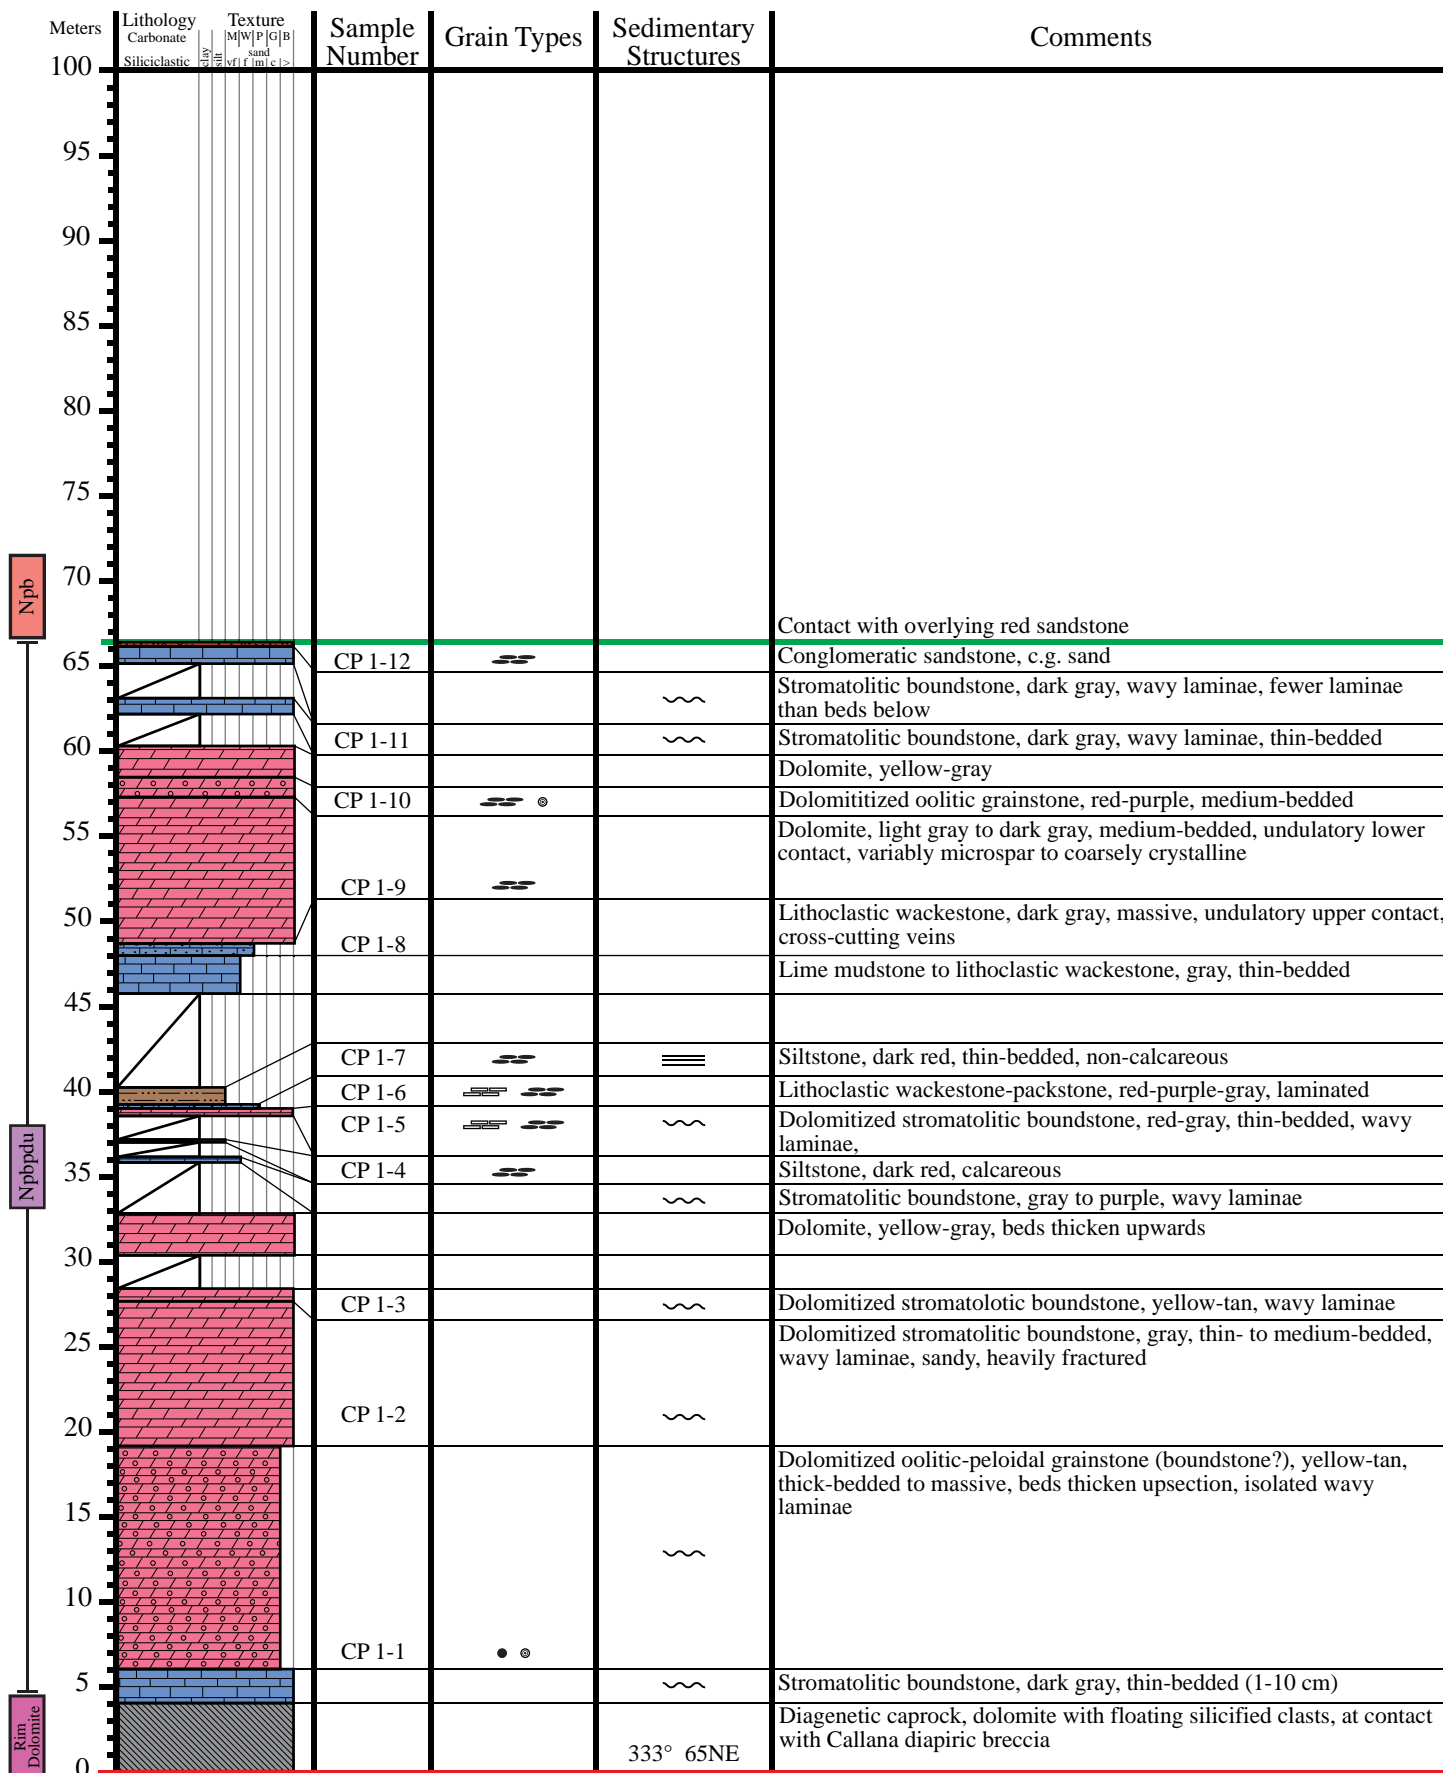 Meters
Lithology
Carbonate
Siliciclastic
Texture
M|W|P|G|B
clay
silt
sand
vf|f|m|c|>
Sample
Number
Grain Types
Sedimentary
Structures
Comments
100
95
90
85
80
75
70
65
60
55
50
45
40
35
30
25
20
15
10
5
0
Npb
Npbpdu
Rim
Dolomite
Contact with overlying red sandstone
CP 1-12
Conglomeratic sandstone, c.g. sand
Stromatolitic boundstone, dark gray, wavy laminae, fewer laminae
than beds below
CP 1-11
Stromatolitic boundstone, dark gray, wavy laminae, thin-bedded
Dolomite, yellow-gray
CP 1-10
Dolomititized oolitic grainstone, red-purple, medium-bedded
Dolomite, light gray to dark gray, medium-bedded, undulatory lower
contact, variably microspar to coarsely crystalline
CP 1-9
Lithoclastic wackestone, dark gray, massive, undulatory upper contact,
cross-cutting veins
CP 1-8
Lime mudstone to lithoclastic wackestone, gray, thin-bedded
CP 1-7
Siltstone, dark red, thin-bedded, non-calcareous
CP 1-6
Lithoclastic wackestone-packstone, red-purple-gray, laminated
CP 1-5
Dolomitized stromatolitic boundstone, red-gray, thin-bedded, wavy
laminae,
CP 1-4
Siltstone, dark red, calcareous
Stromatolitic boundstone, gray to purple, wavy laminae
Dolomite, yellow-gray, beds thicken upwards
CP 1-3
Dolomitized stromatolotic boundstone, yellow-tan, wavy laminae
Dolomitized stromatolitic boundstone, gray, thin- to medium-bedded,
wavy laminae, sandy, heavily fractured
CP 1-2
Dolomitized oolitic-peloidal grainstone (boundstone?), yellow-tan,
thick-bedded to massive, beds thicken upsection, isolated wavy
laminae
CP 1-1
Stromatolitic boundstone, dark gray, thin-bedded (1-10 cm)
Diagenetic caprock, dolomite with floating silicified clasts, at contact
with Callana diapiric breccia
333° 65NE